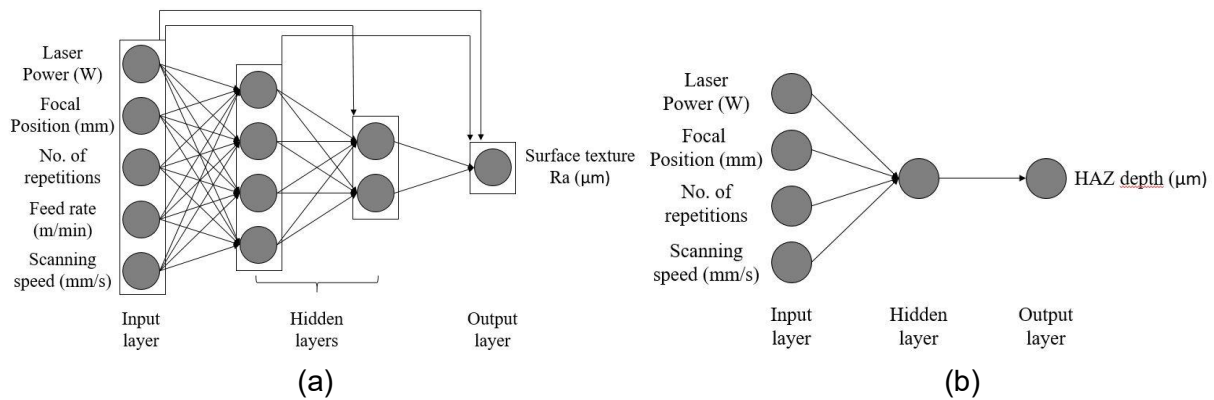 Laser
Power (W)
Focal
Position (mm)
No. of
repetitions
Feed rate
(m/min)
Scanning
speed (mm/s)
Surface texture
Ra (µm)
Input
layer
Hidden
layers
Output
layer
(a)
Laser
Power (W)
Focal
Position (mm)
No. of
repetitions
Scanning
speed (mm/s)
HAZ depth (µm)
Input
layer
Hidden
layer
Output
layer
(b)